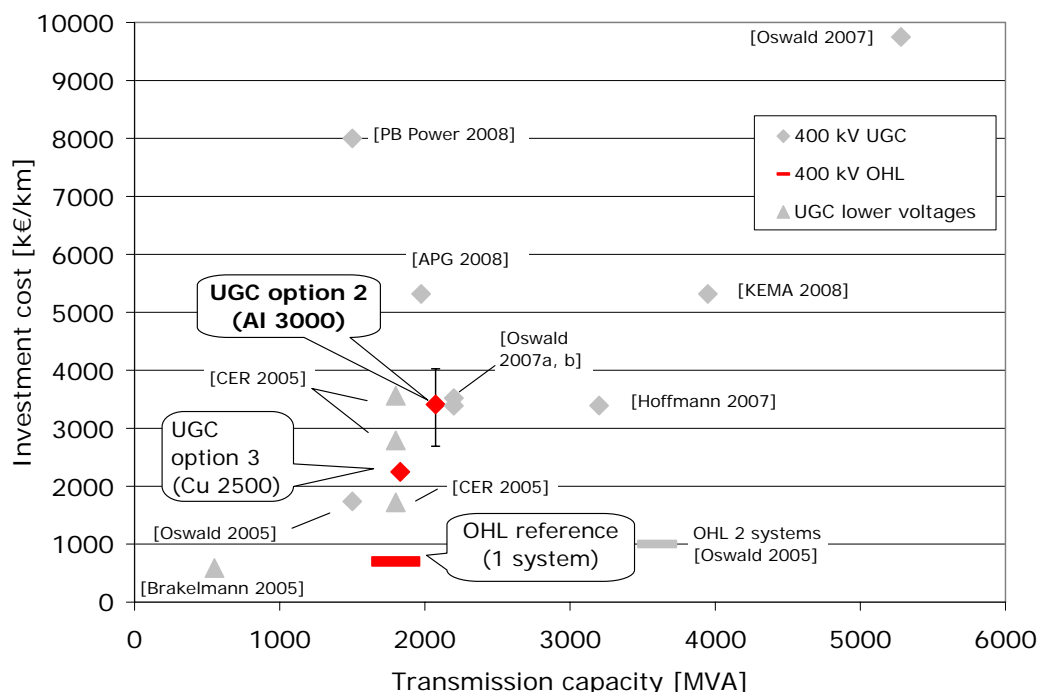 10000
9000
8000
7000
6000
5000
4000
3000
2000
1000
0
Investment cost [k€/km]
[Oswald 2007]
[PB Power 2008]
400 kV UGC
400 kV OHL
UGC lower voltages
[APG 2008]
[KEMA 2008]
UGC option 2
(Al 3000)
[Oswald
2007a, b]
[CER 2005]
[Hoffmann 2007]
UGC
option 3
(Cu 2500)
[CER 2005]
[Oswald 2005]
OHL reference
(1 system)
OHL 2 systems
[Oswald 2005]
[Brakelmann 2005]
0 1000 2000 3000 4000 5000 6000
Transmission capacity [MVA]